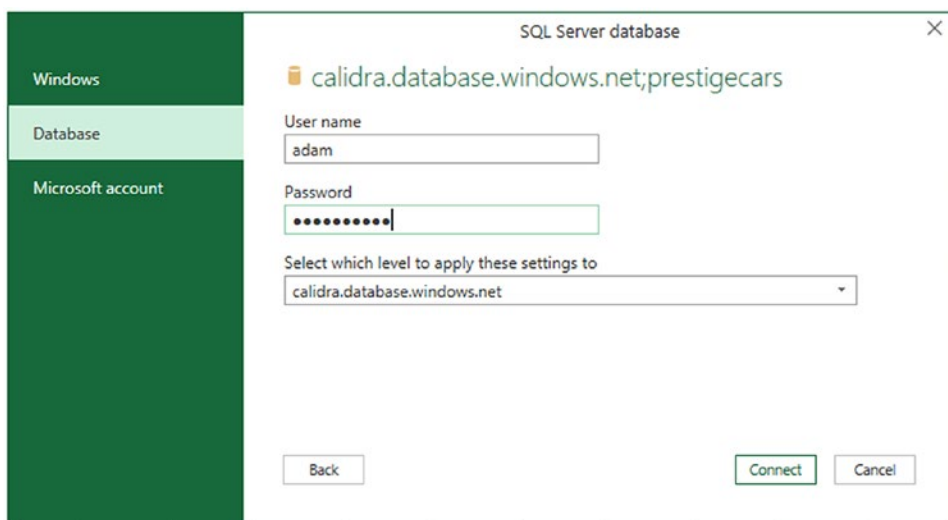 SQL Server database
Windows
Database
Microsoft account
calidra.database.windows.net;prestigecars
User name
adam
Password
••••••••••
Select which level to apply these settings to
calidra.database.windows.net
Back
Connect
Cancel